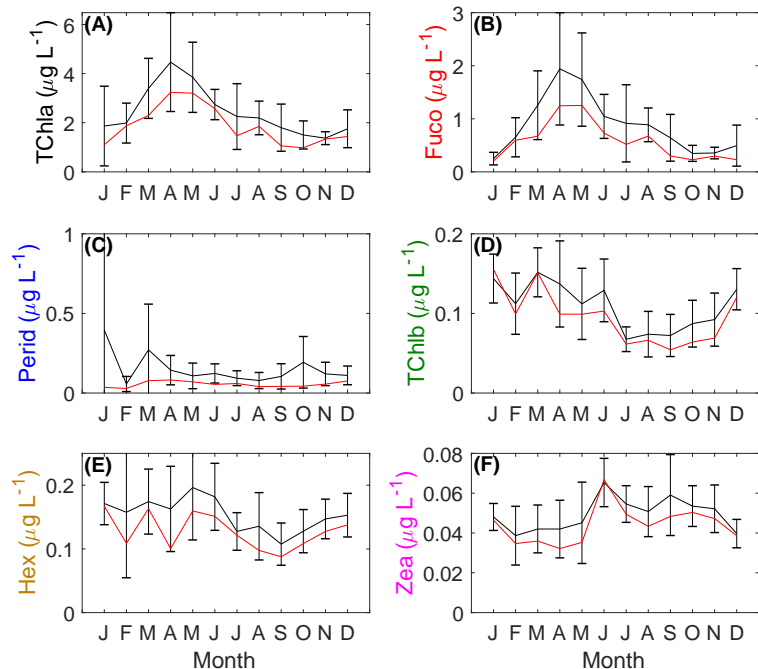 (A)
TChla (μg L-1)
6
4
2
0
J F M A M J J A S O N D
(B)
Fuco (μg L-1)
3
2
1
0
J F M A M J J A S O N D
(C)
Perid (μg L-1)
1
0.5
0
J F M A M J J A S O N D
(D)
TChlb (μg L-1)
0.2
0.1
0
J F M A M J J A S O N D
(E)
Hex (μg L-1)
0.2
0.1
0
J F M A M J J A S O N D
Month
(F)
Zea (μg L-1)
0.08
0.06
0.04
0.02
0
J F M A M J J A S O N D
Month